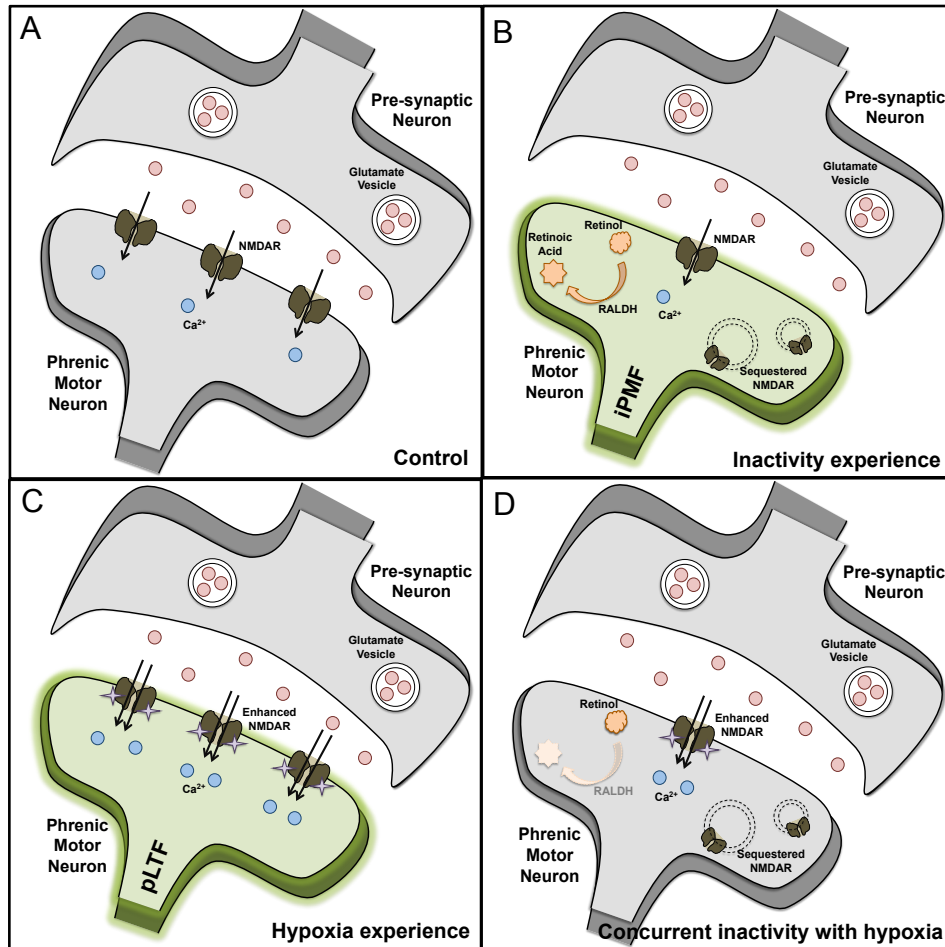 A
Pre-synaptic
Neuron
Glutamate
Vesicle
NMDAR
Ca2+
Phrenic
Motor
Neuron
Control
B
Pre-synaptic
Neuron
Glutamate
Vesicle
Retinol
Retinoic
Acid
NMDAR
RALDH
Ca2+
Sequestered
NMDAR
Phrenic
Motor
Neuron
iPMF
Inactivity experience
C
Pre-synaptic
Neuron
Glutamate
Vesicle
Enhanced
NMDAR
Ca2+
Phrenic
Motor
Neuron
pLTF
Hypoxia experience
D
Pre-synaptic
Neuron
Glutamate
Vesicle
Retinol
Enhanced
NMDAR
RALDH
Ca2+
Sequestered
NMDAR
Phrenic
Motor
Neuron
Concurrent inactivity with hypoxia